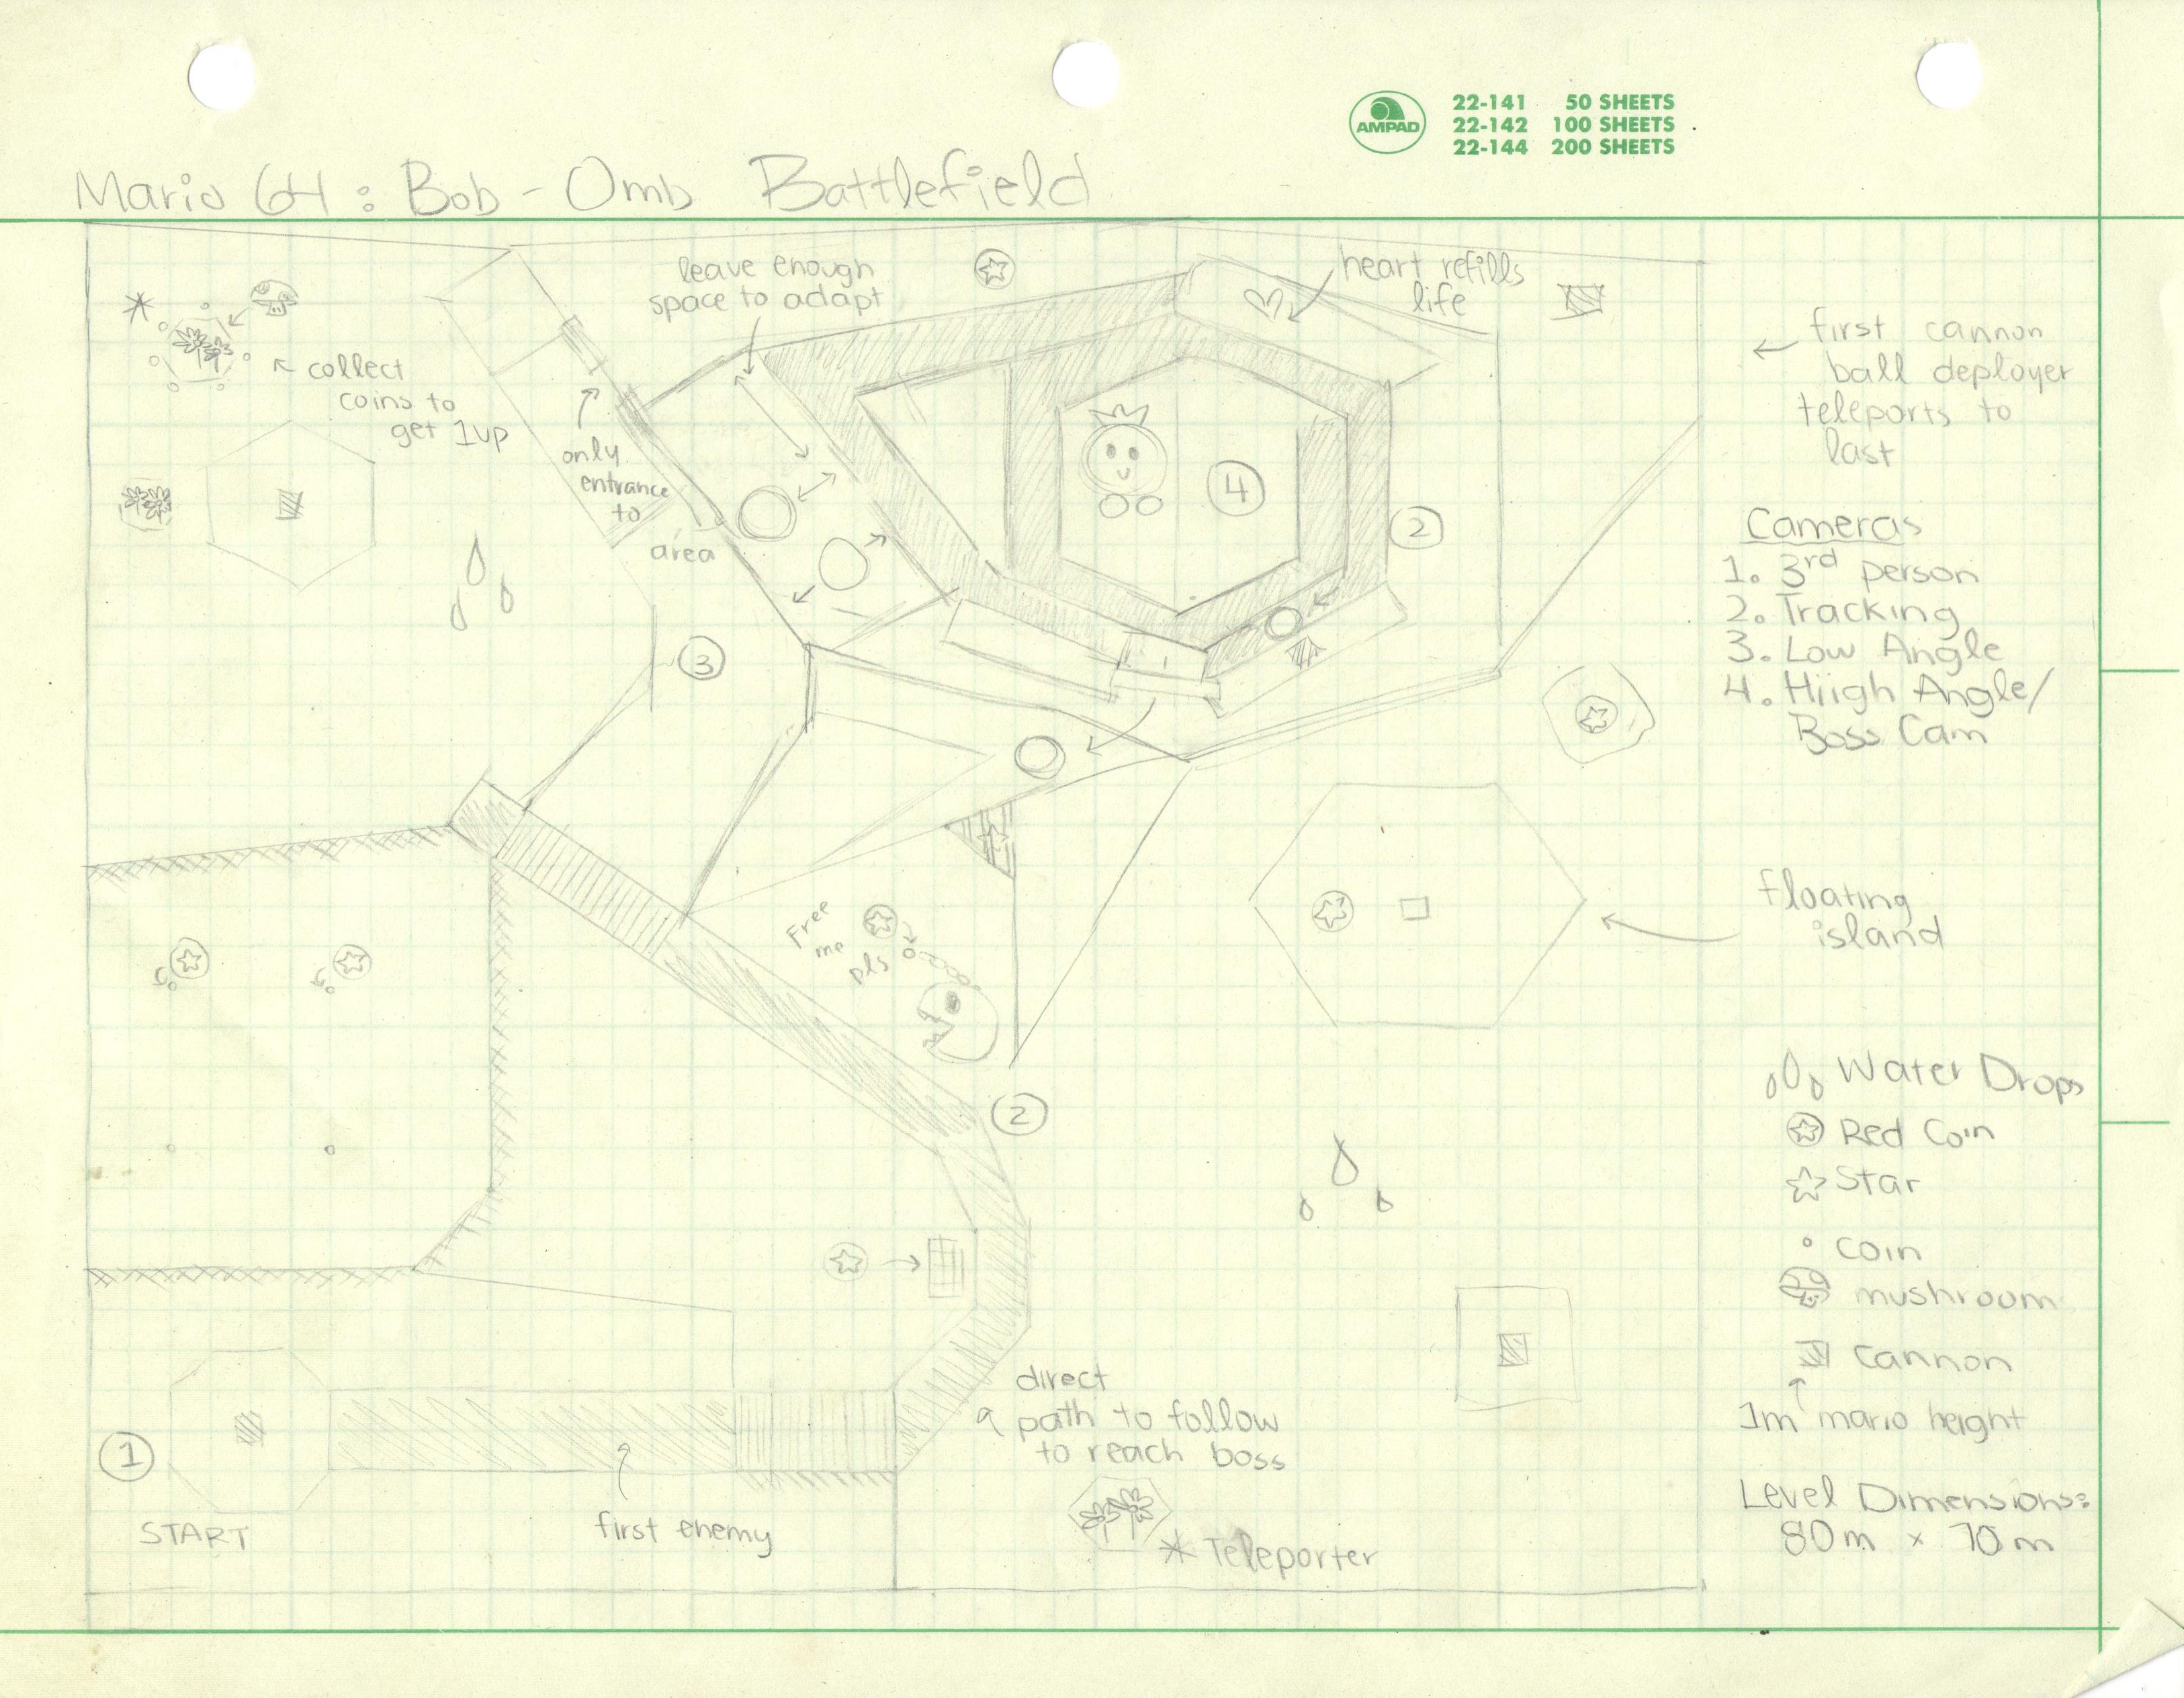 AMPAD
22-141 50 SHEETS
22-142 100 SHEETS
22-144 200 SHEETS
Mario 64 : Bob-Omb Battlefield
leave enough
space to adapt
heart refills
life
first cannon
ball deployer
teleports to
last
*
collect
coins to
get 1up
only
entrance
to
area
4
2
3
Cameras
1. 3rd person
2. Tracking
3. Low Angle
4. Hiigh Angle/
Boss Cam
floating
island
Free
me
pls
2
Water Drops
Red Coin
Star
coin
mushroom
Cannon
1m mario height
direct
path to follow
to reach boss
1
START
first enemy
* Teleporter
Level Dimensions:
80m x 70m